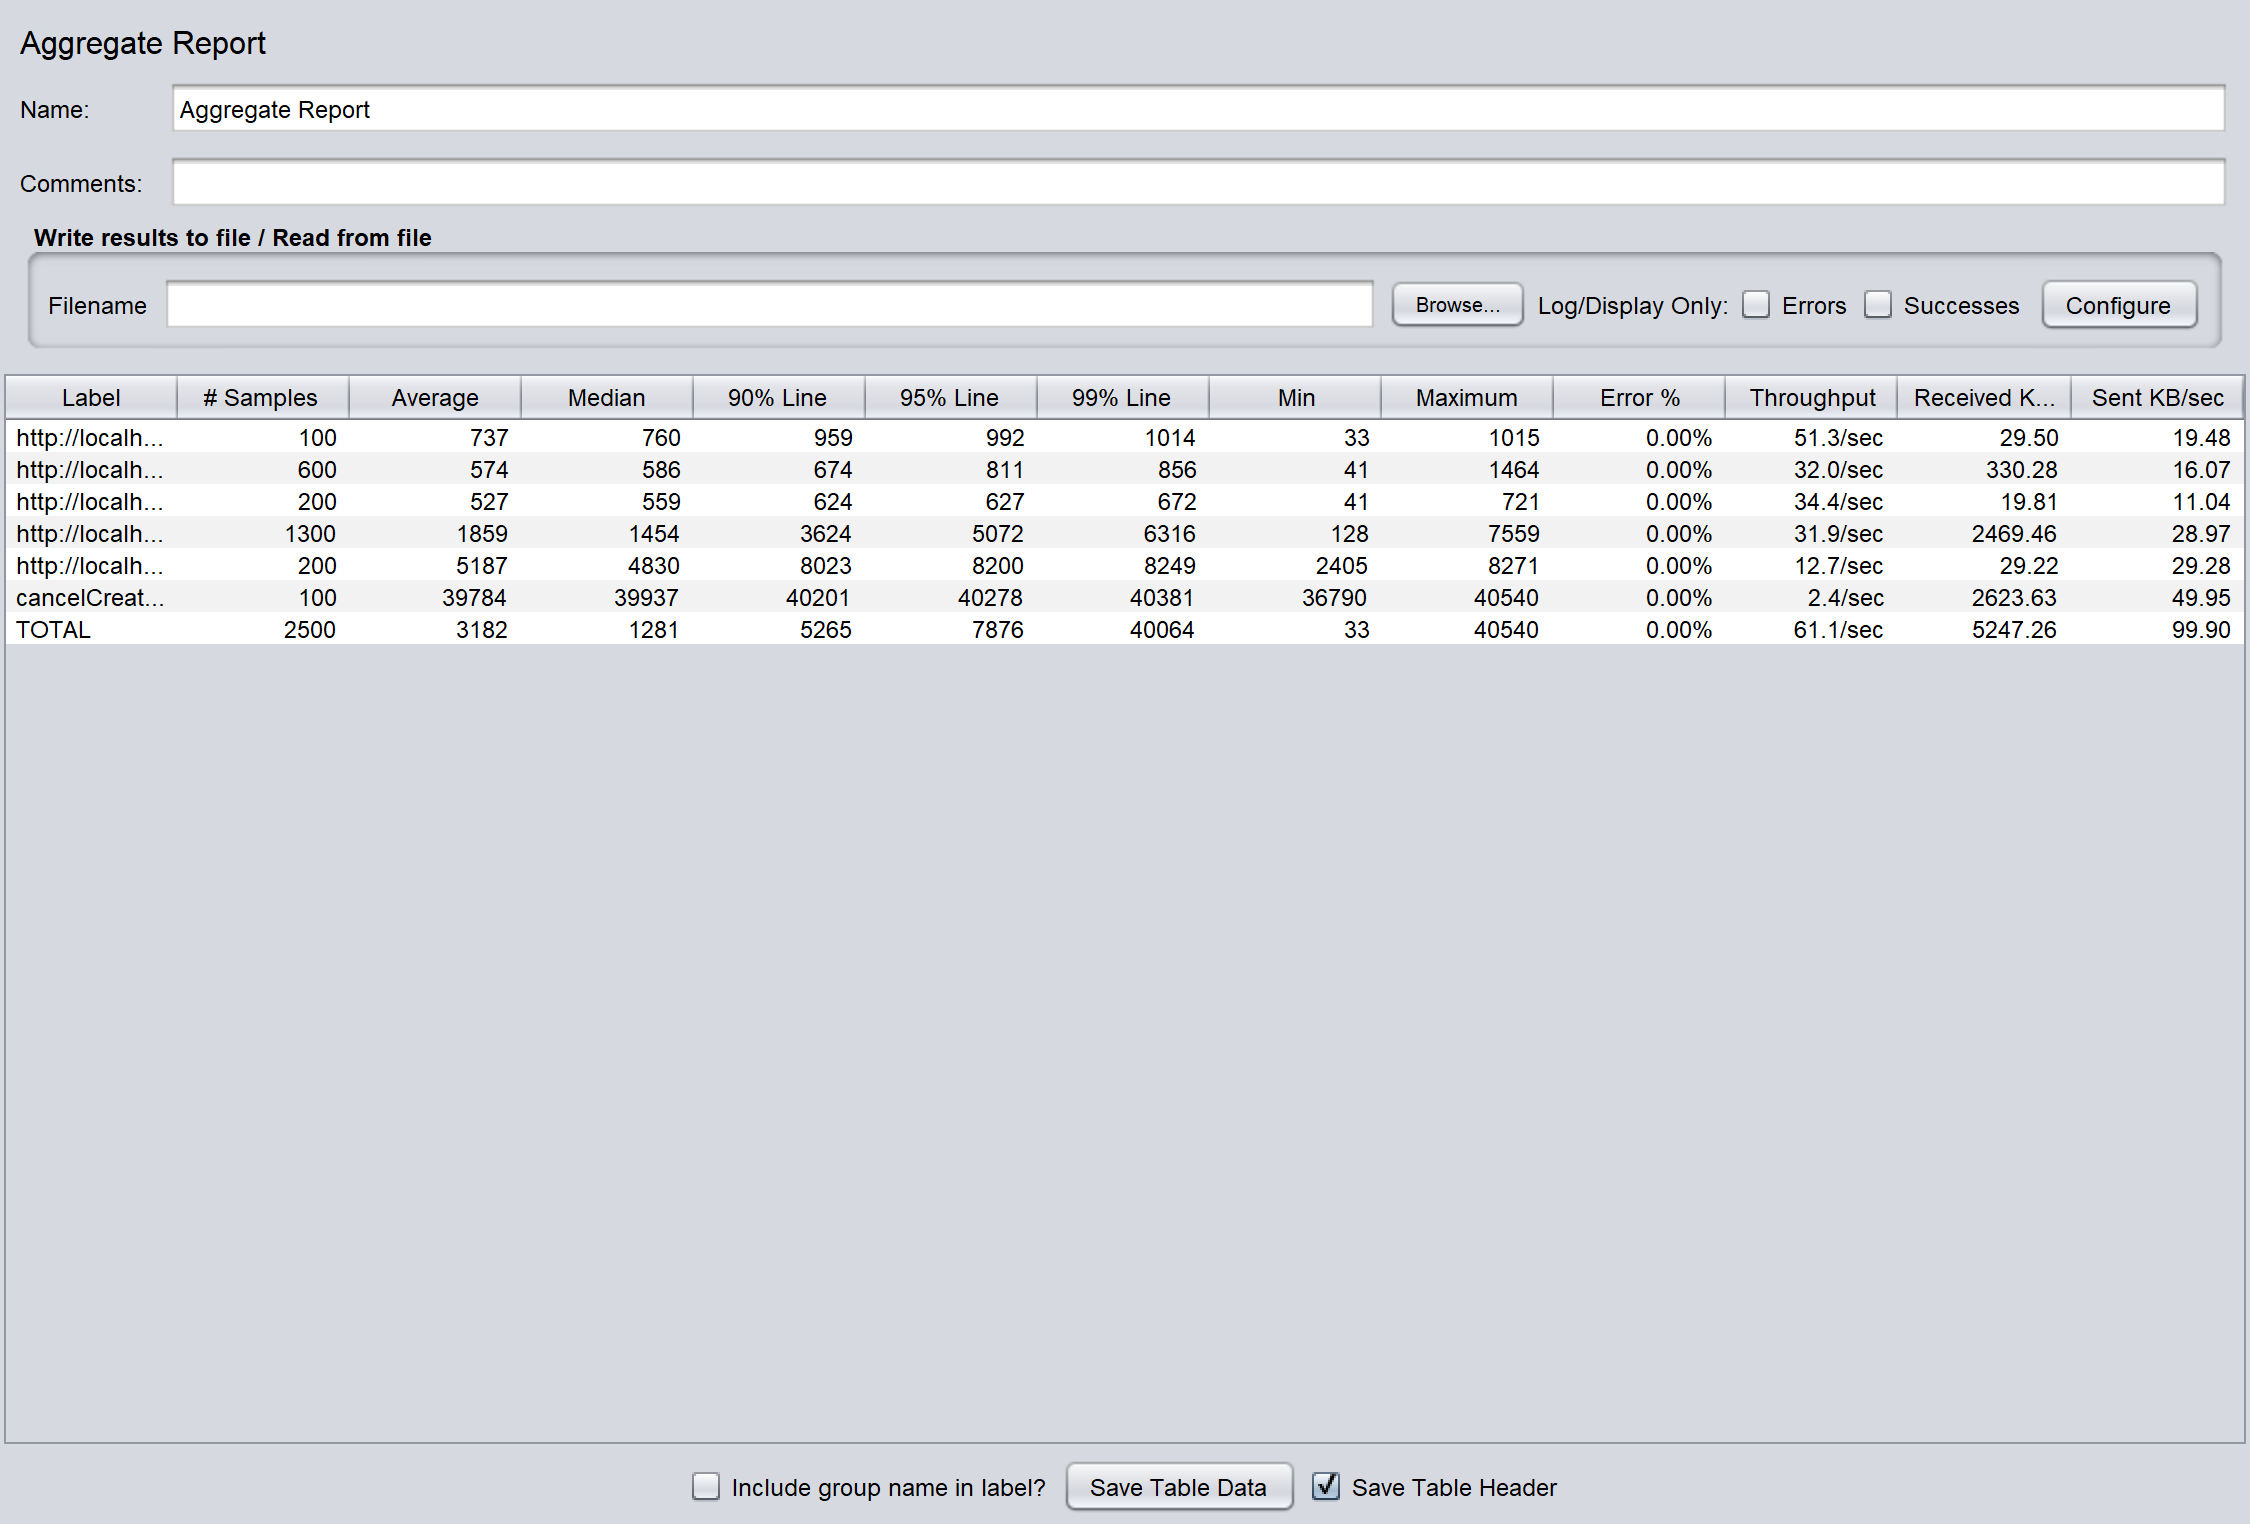 Aggregate Report
Name: Aggregate Report
Comments:
Write results to file / Read from file
Filename Browse... Log/Display Only: Errors Successes Configure
Label # Samples Average Median 90% Line 95% Line 99% Line Min Maximum Error % Throughput Received K... Sent KB/sec
http://localh... 100 737 760 959 992 1014 33 1015 0.00% 51.3/sec 29.50 19.48
http://localh... 600 574 586 674 811 856 41 1464 0.00% 32.0/sec 330.28 16.07
http://localh... 200 527 559 624 627 672 41 721 0.00% 34.4/sec 19.81 11.04
http://localh... 1300 1859 1454 3624 5072 6316 128 7559 0.00% 31.9/sec 2469.46 28.97
http://localh... 200 5187 4830 8023 8200 8249 2405 8271 0.00% 12.7/sec 29.22 29.28
cancelCreat... 100 39784 39937 40201 40278 40381 36790 40540 0.00% 2.4/sec 2623.63 49.95
TOTAL 2500 3182 1281 5265 7876 40064 33 40540 0.00% 61.1/sec 5247.26 99.90
Include group name in label? Save Table Data Save Table Header